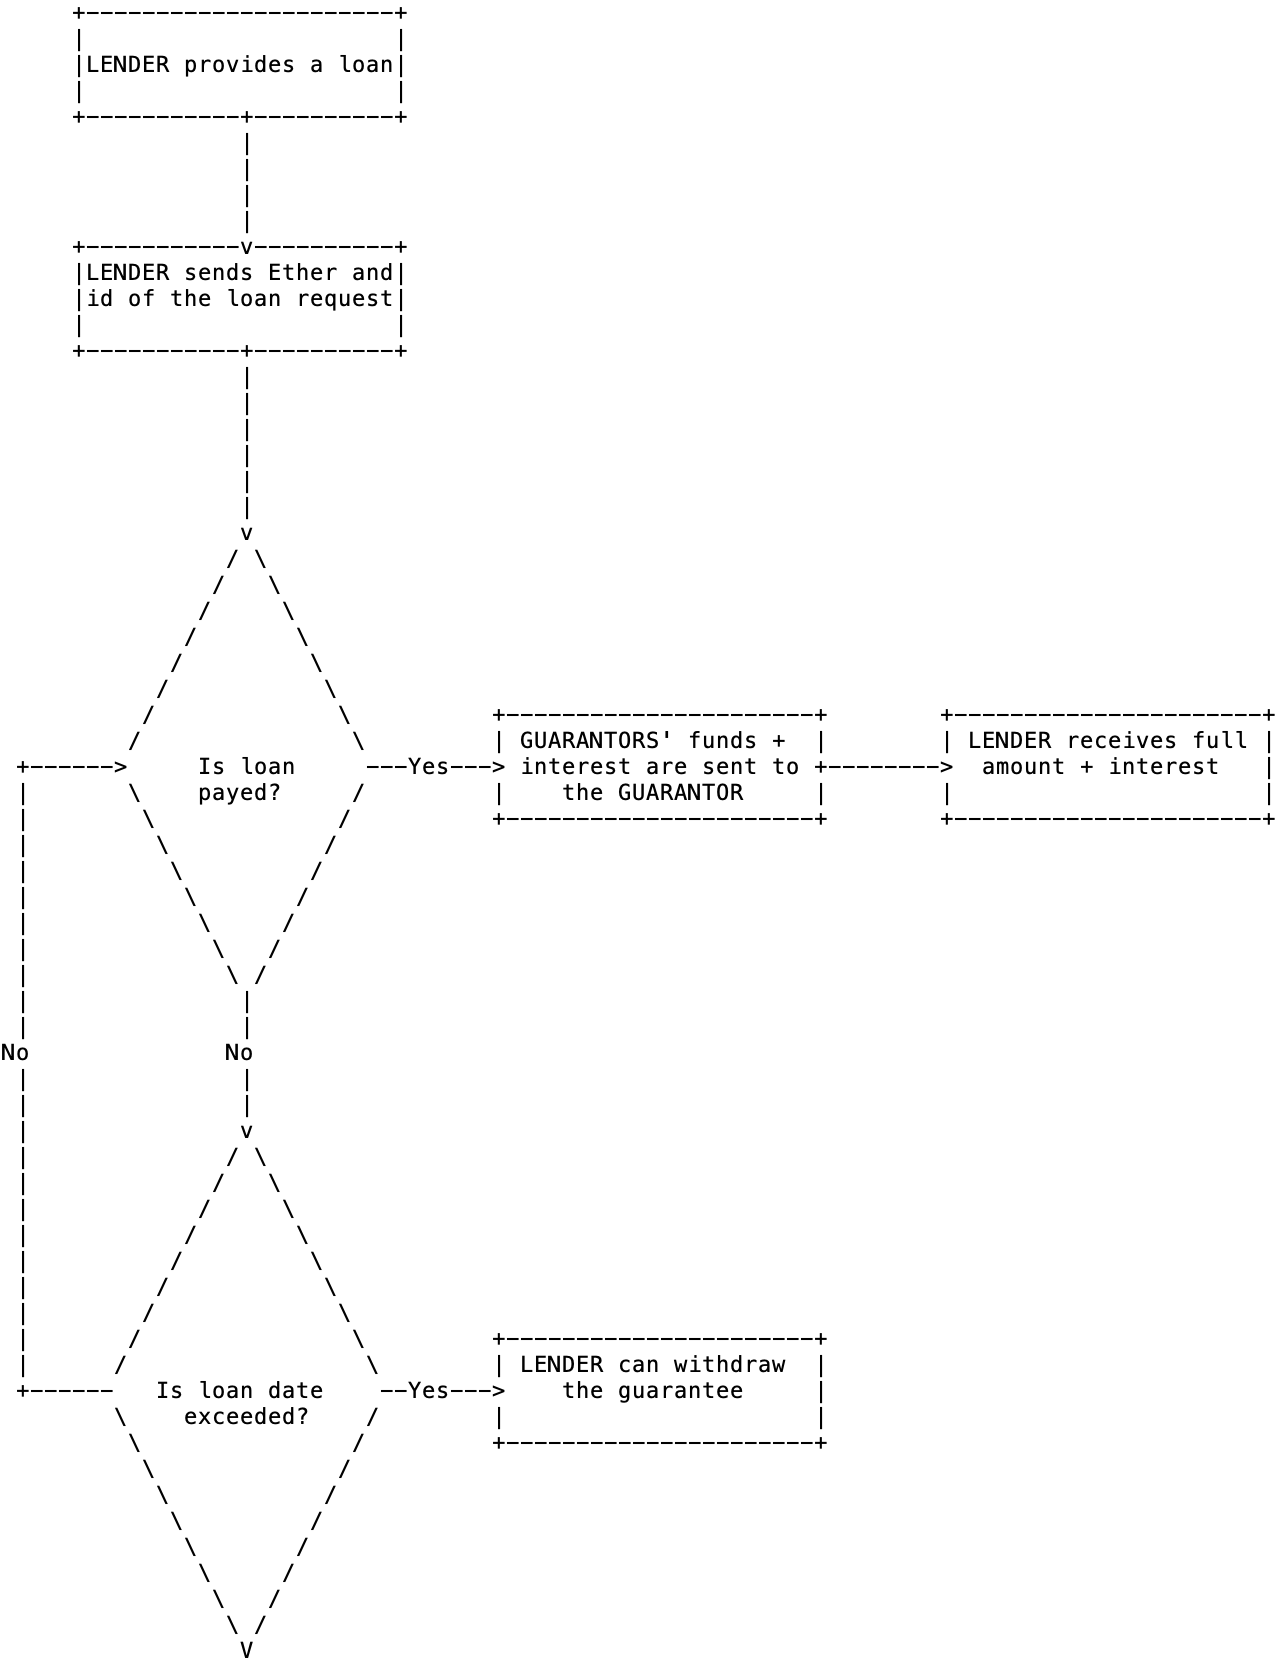 LENDER provides a loan
LENDER sends Ether and
id of the loan request
Is loan
payed?
Yes
GUARANTORS' funds +
interest are sent to
the GUARANTOR
LENDER receives full
amount + interest
No
No
Is loan date
exceeded?
Yes
LENDER can withdraw
the guarantee